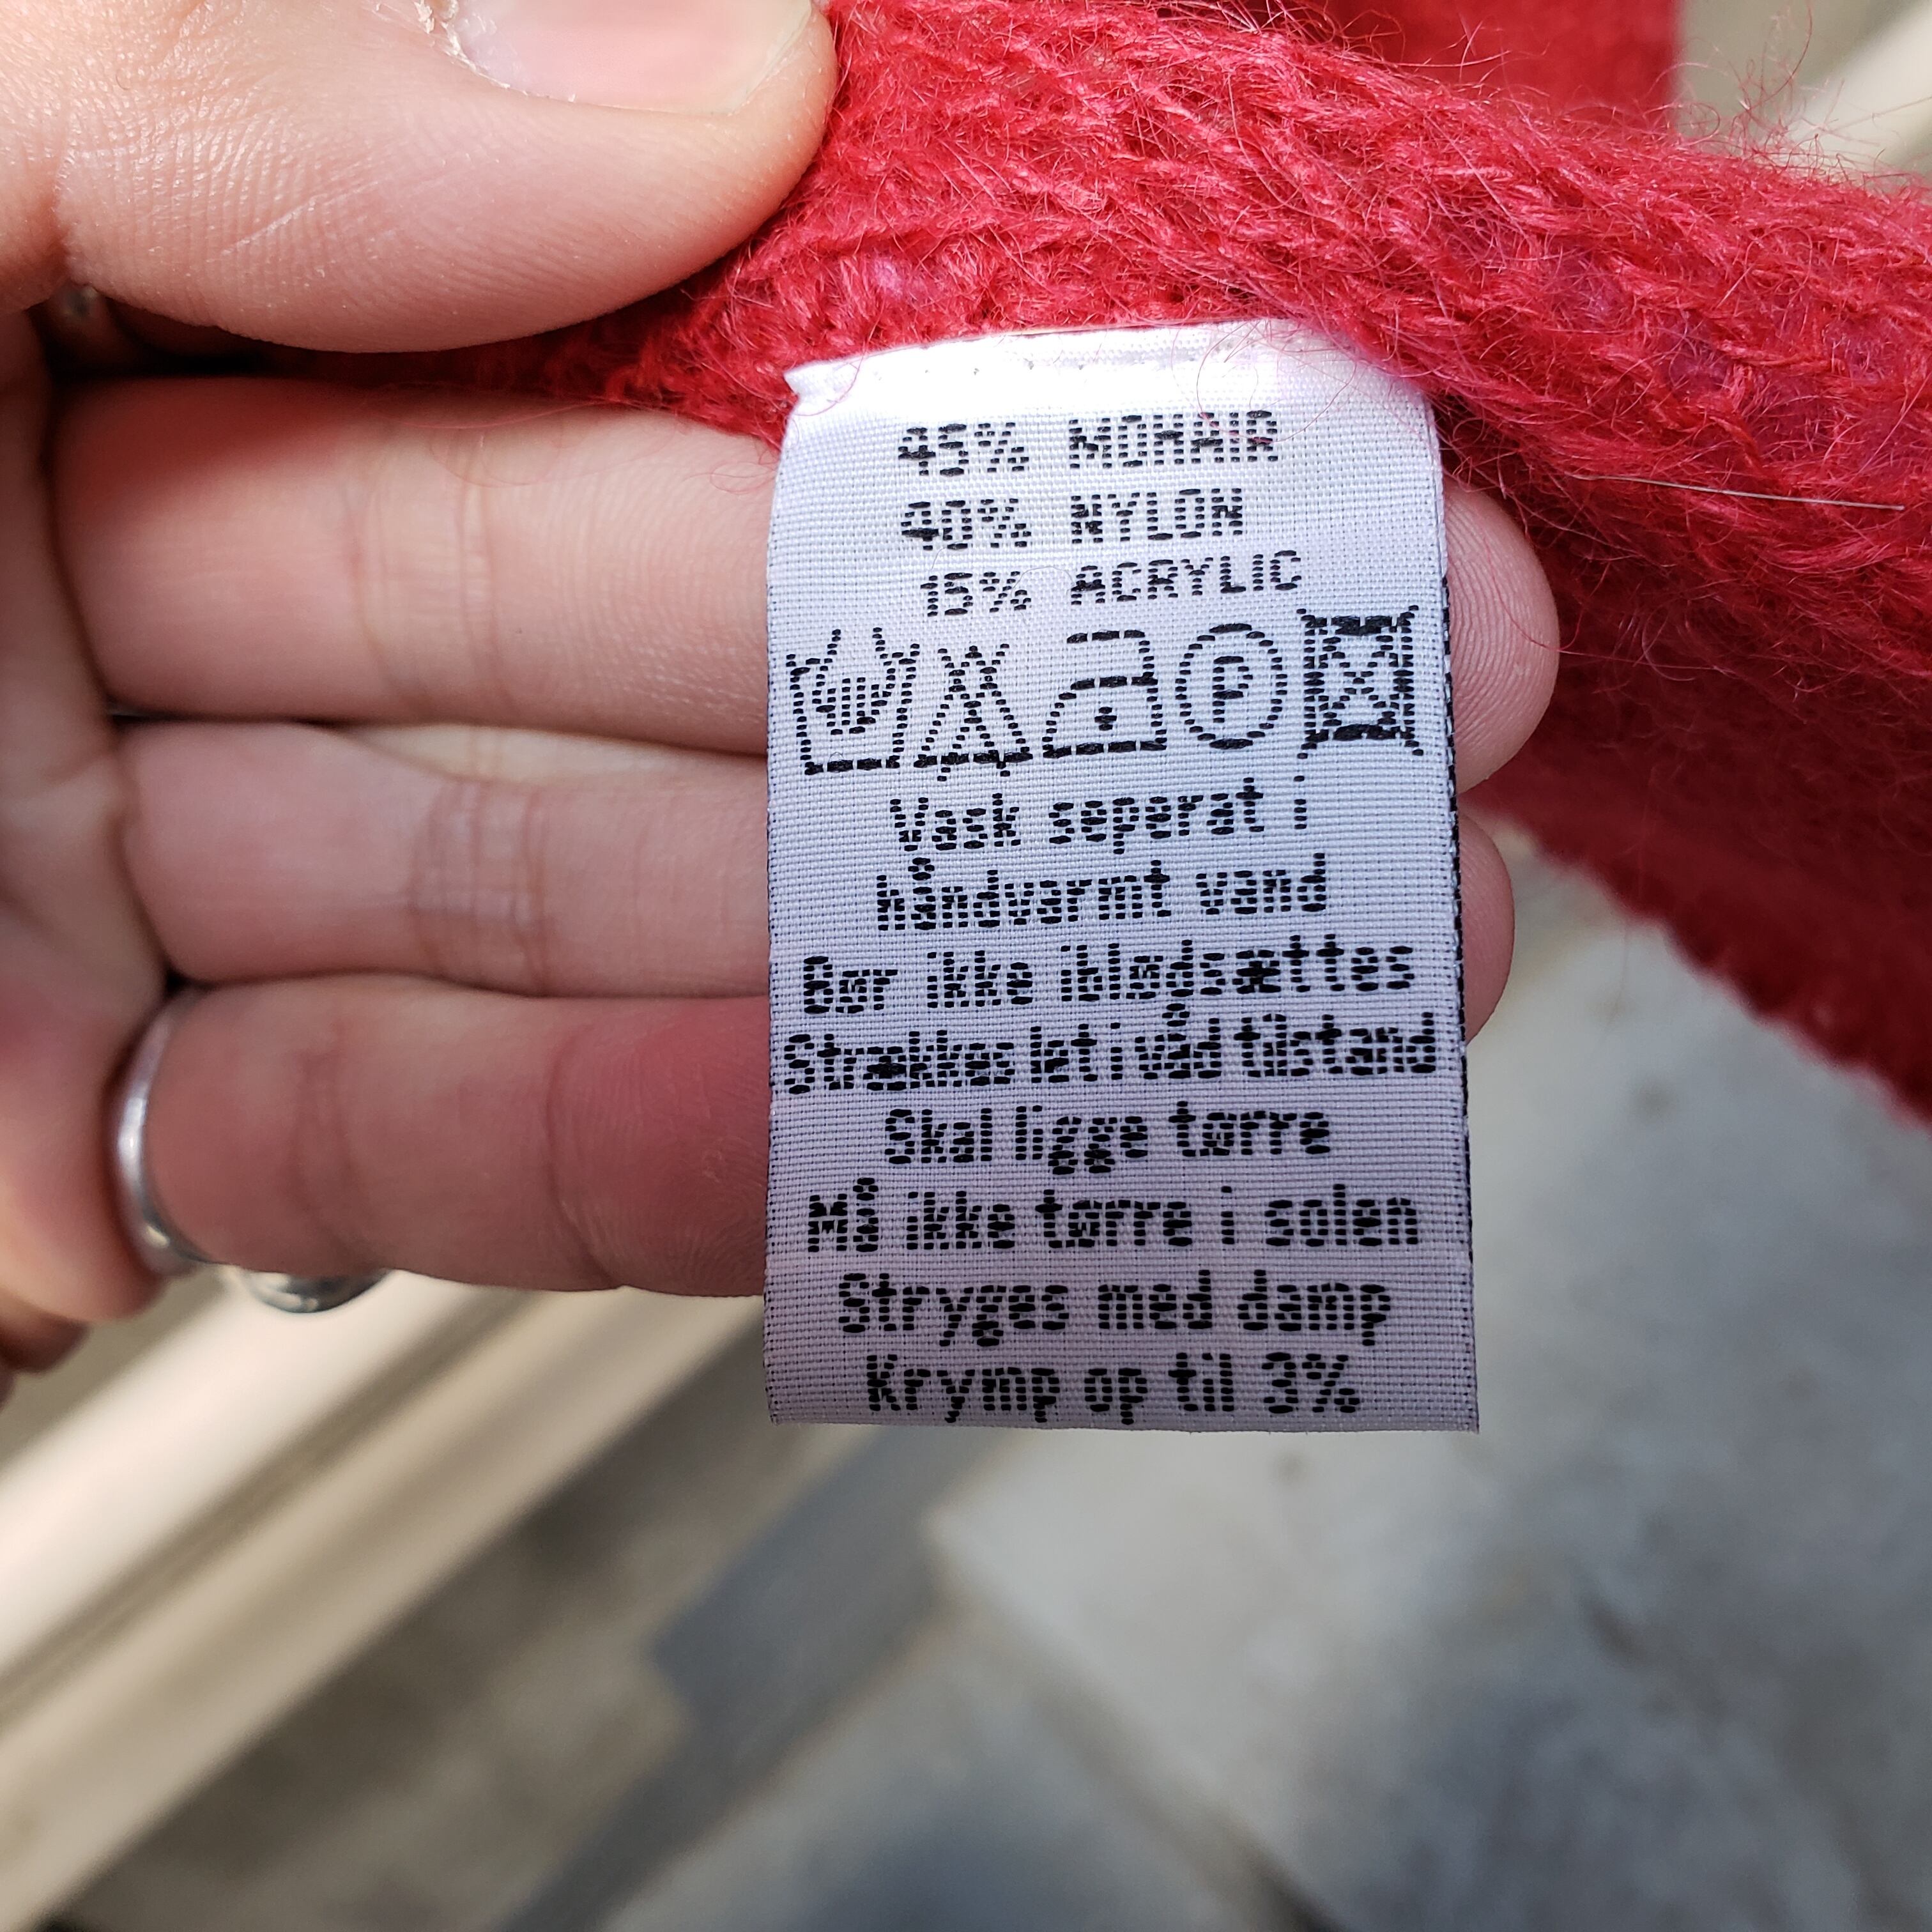 45% MOHAIR
40% NYLON
15% ACRYLIC
F
Vask seperat i
håndvarmt vand
Bør ikke iblødsættes
Strækkes let i våd tilstand
Skal ligge tørre
Må ikke tørre i solen
Stryges med damp
Krymp op til 3%